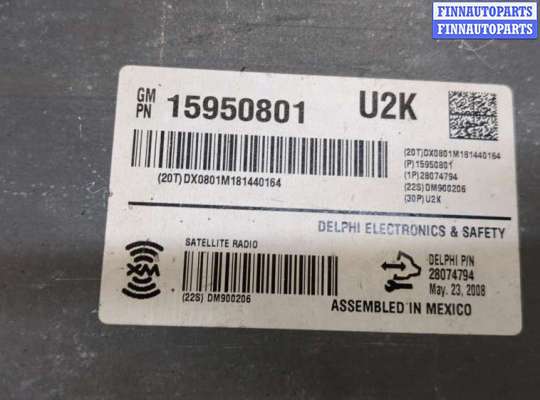 FINNAUTOPARTS
FINNAUTOPARTS
GM PN 15950801 U2K
(20T)DX0801M181440164
(P)15950801
(1P)28074794
(22S)DM900206
(30P)U2K
(20T)DX0801M181440164
DELPHI ELECTRONICS & SAFETY
SATELLITE RADIO
XM
(22S) DM900206
DELPHI P/N
28074794
May. 23, 2008
ASSEMBLED IN MEXICO